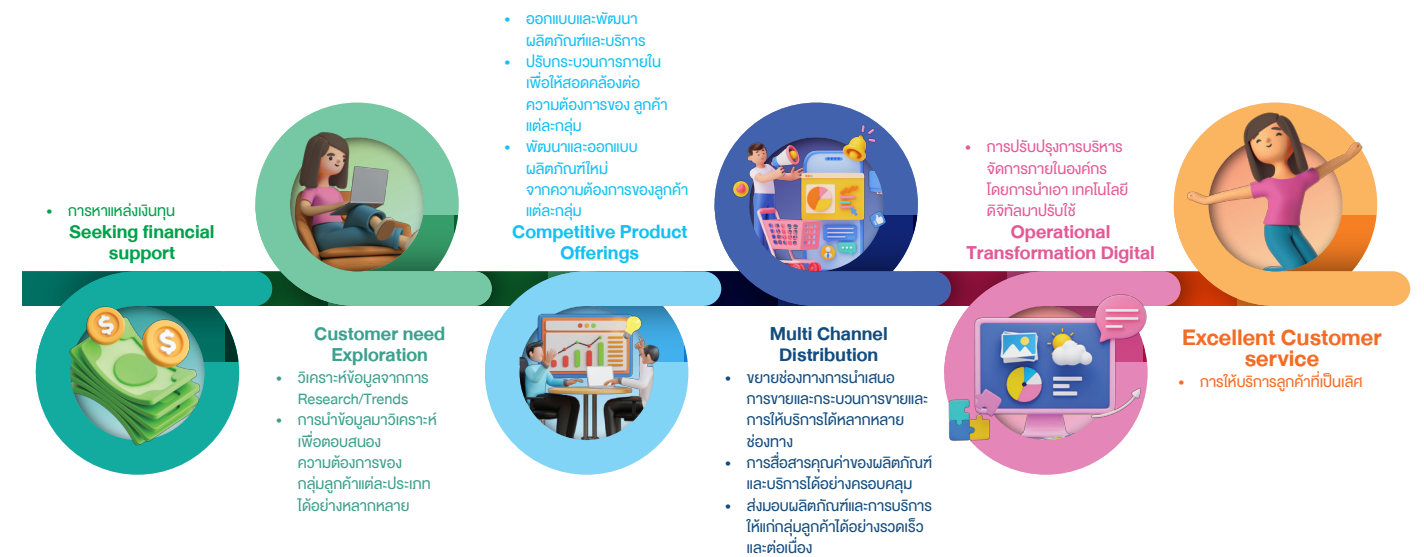 • การหาแหล่งเงินทุน
Seeking financial
support
Customer need
Exploration
• วิเคราะห์ข้อมูลจากการ
Research/Trends
• การนำข้อมูลมาวิเคราะห์
เพื่อตอบสนอง
ความต้องการของ
กลุ่มลูกค้าแต่ละประเภท
ได้อย่างหลากหลาย
• ออกแบบและพัฒนา
ผลิตภัณฑ์และบริการ
• ปรับกระบวนการภายใน
เพื่อให้สอดคล้องต่อ
ความต้องการของ ลูกค้า
แต่ละกลุ่ม
• พัฒนาและออกแบบ
ผลิตภัณฑ์ใหม่
จากความต้องการของลูกค้า
แต่ละกลุ่ม
Competitive Product
Offerings
Multi Channel
Distribution
• ขยายช่องทางการนำเสนอ
การขายและกระบวนการขายและ
การให้บริการได้หลากหลาย
ช่องทาง
• การสื่อสารคุณค่าของผลิตภัณฑ์
และบริการได้อย่างครอบคลุม
• ส่งมอบผลิตภัณฑ์และการบริการ
ให้แก่กลุ่มลูกค้าได้อย่างรวดเร็ว
และต่อเนื่อง
• การปรับปรุงการบริหาร
จัดการภายในองค์กร
โดยการนำเอา เทคโนโลยี
ดิจิทัลมาปรับใช้
Operational
Transformation Digital
Excellent Customer
service
• การให้บริการลูกค้าที่เป็นเลิศ